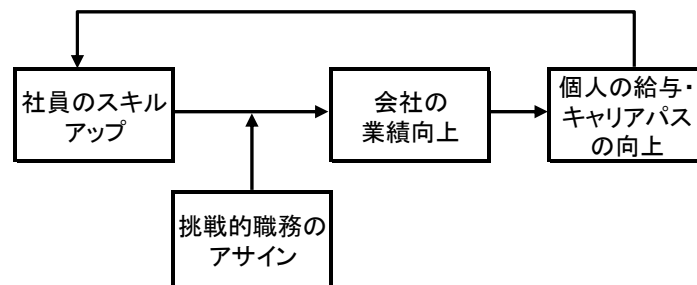 社員のスキル
アップ
会社の
業績向上
個人の給与・
キャリアパス
の向上
挑戦的職務の
アサイン